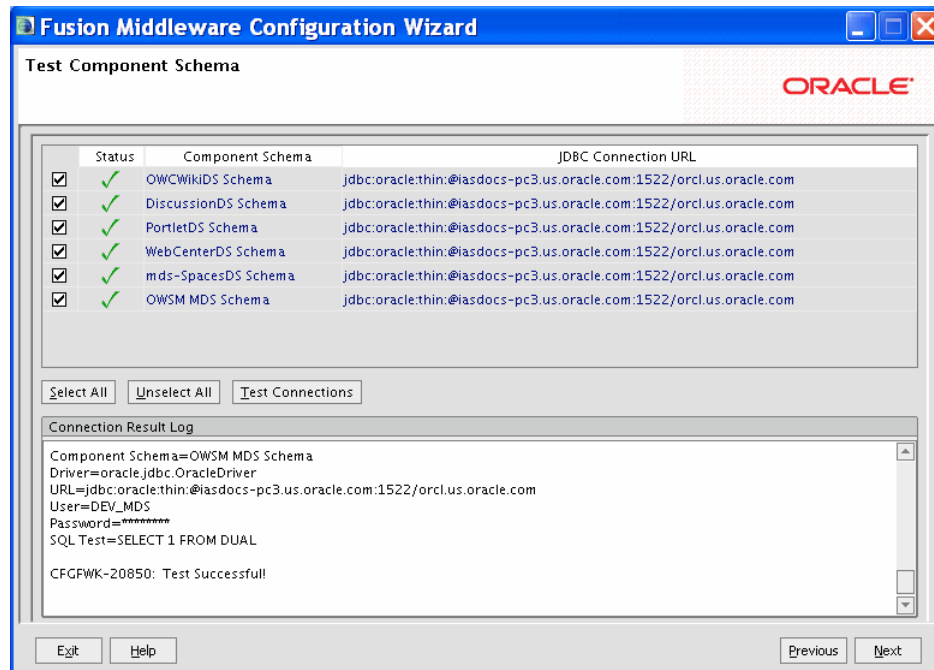 Fusion Middleware Configuration Wizard
Test Component Schema
ORACLE
Status Component Schema JDBC Connection URL
OWCWikiDS Schema jdbc:oracle:thin:@iasdocs-pc3.us.oracle.com:1522/orcl.us.oracle.com
DiscussionDS Schema jdbc:oracle:thin:@iasdocs-pc3.us.oracle.com:1522/orcl.us.oracle.com
PortletDS Schema jdbc:oracle:thin:@iasdocs-pc3.us.oracle.com:1522/orcl.us.oracle.com
WebCenterDS Schema jdbc:oracle:thin:@iasdocs-pc3.us.oracle.com:1522/orcl.us.oracle.com
mds-SpacesDS Schema jdbc:oracle:thin:@iasdocs-pc3.us.oracle.com:1522/orcl.us.oracle.com
OWSM MDS Schema jdbc:oracle:thin:@iasdocs-pc3.us.oracle.com:1522/orcl.us.oracle.com
Select All Unselect All Test Connections
Connection Result Log
Component Schema=OWSM MDS Schema
Driver=oracle.jdbc.OracleDriver
URL=jdbc:oracle:thin:@iasdocs-pc3.us.oracle.com:1522/orcl.us.oracle.com
User=DEV_MDS
Password=********
SQL Test=SELECT 1 FROM DUAL
CFGFWK-20850: Test Successful!
Exit Help Previous Next